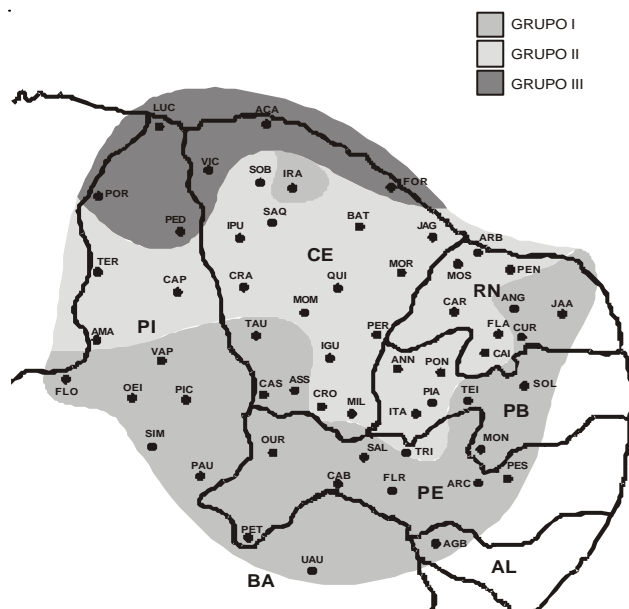 GRUPO I
GRUPO II
GRUPO III
LUC
ACA
VIC
SOB
IRA
FOR
POR
PED
SAQ
IPU
BAT
JAG
ARB
CE
TER
CAP
CRA
QUI
MOR
MOS
PEN
RN
MOM
CAR
ANG
JAA
PI
AMA
TAU
PER
FLA
CUR
VAP
IGU
ANN
PON
CAI
FLO
OEI
PIC
CAS
ASS
CRO
MIL
ITA
PIA
TEI
SOL
PB
SIM
OUR
SAL
TRI
MON
PAU
CAB
FLR
PE
ARC
PES
PET
AGB
UAU
BA
AL